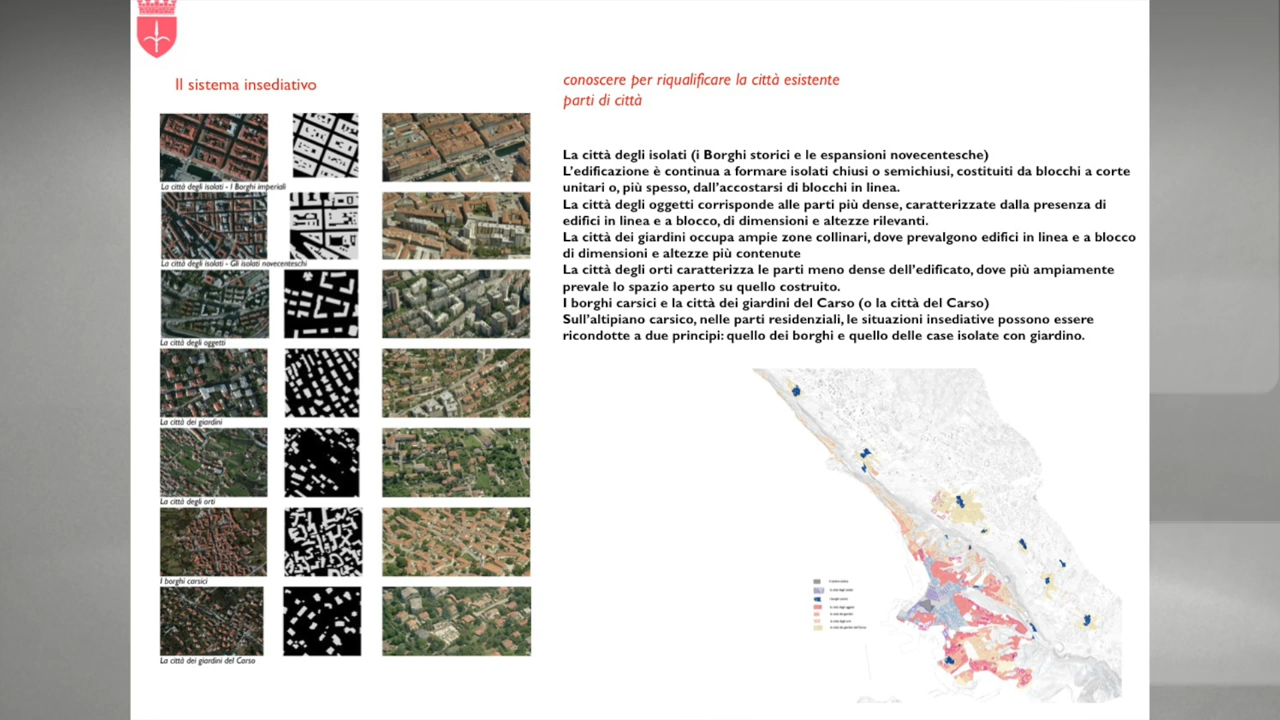 Il sistema insediativo
conoscere per riqualificare la città esistente
parti di città
La città degli isolati - I Borghi imperiali
La città degli isolati - Gli isolati novecenteschi
La città degli oggetti
La città dei giardini
La città degli orti
I borghi carsici
La città dei giardini del Carso
La città degli isolati (i Borghi storici e le espansioni novecentesche)
L'edificazione è continua a formare isolati chiusi o semichiusi, costituiti da blocchi a corte
unitari o, più spesso, dall'accostarsi di blocchi in linea.
La città degli oggetti corrisponde alle parti più dense, caratterizzate dalla presenza di
edifici in linea e a blocco, di dimensioni e altezze rilevanti.
La città dei giardini occupa ampie zone collinari, dove prevalgono edifici in linea e a blocco
di dimensioni e altezze più contenute
La città degli orti caratterizza le parti meno dense dell'edificato, dove più ampiamente
prevale lo spazio aperto su quello costruito.
I borghi carsici e la città dei giardini del Carso (o la città del Carso)
Sull'altipiano carsico, nelle parti residenziali, le situazioni insediative possono essere
ricondotte a due principi: quello dei borghi e quello delle case isolate con giardino.